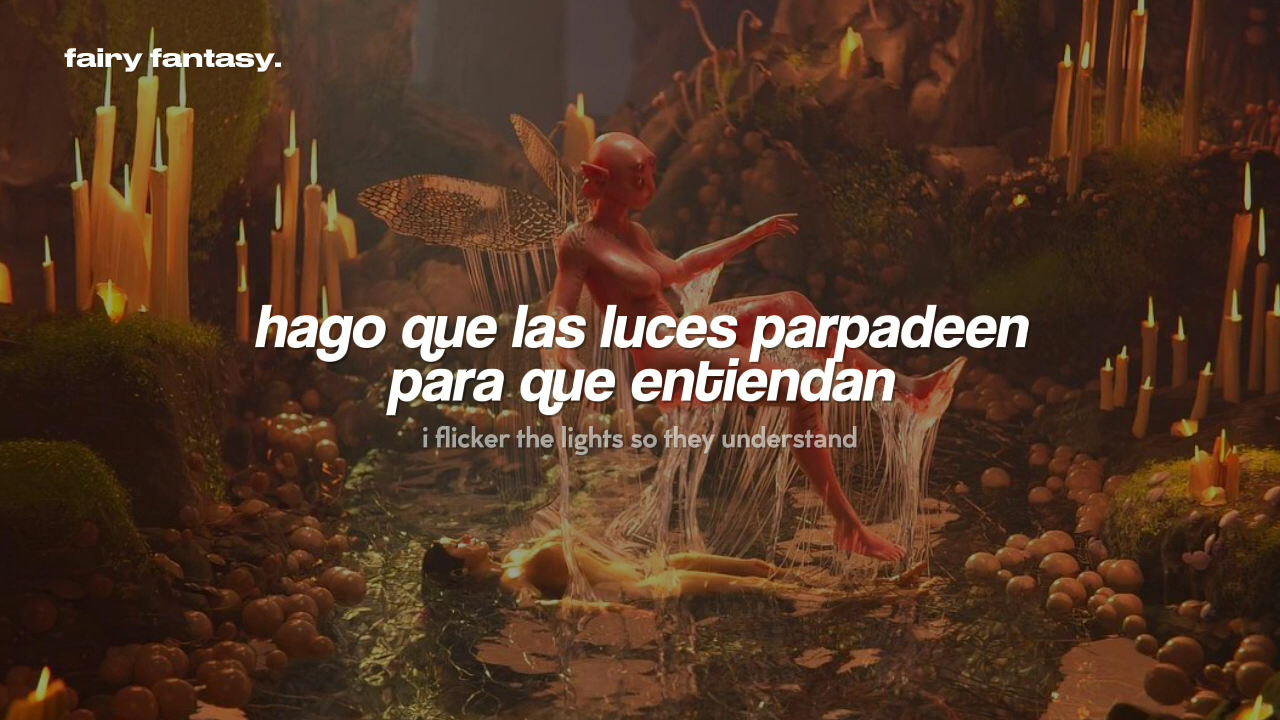 fairy fantasy.
hago que las luces parpadeen
para que entiendan
i flicker the lights so they understand